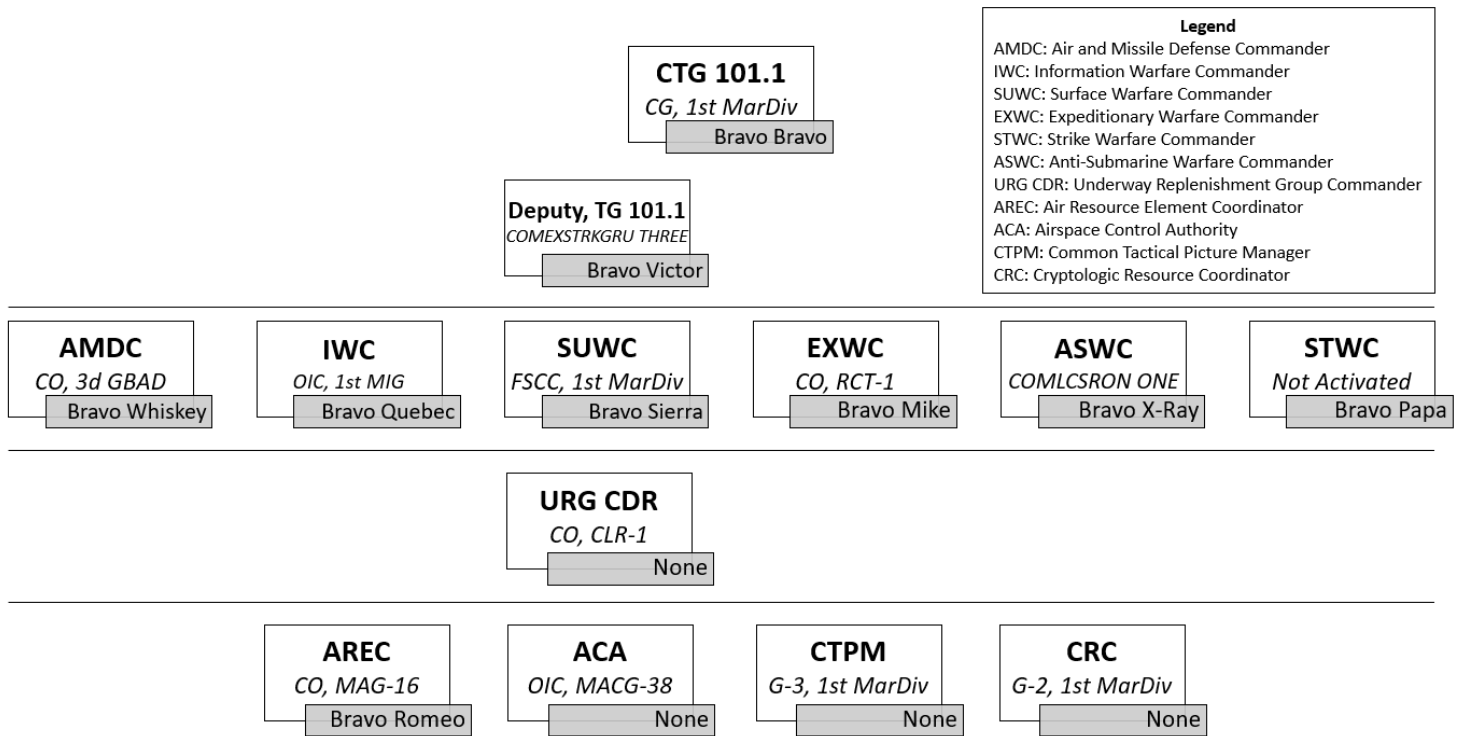 CTG 101.1
CG, 1st MarDiv
Bravo Bravo
Deputy, TG 101.1
COMEXSTRKGRU THREE
Bravo Victor
Legend
AMDC: Air and Missile Defense Commander
IWC: Information Warfare Commander
SUWC: Surface Warfare Commander
EXWC: Expeditionary Warfare Commander
STWC: Strike Warfare Commander
ASWC: Anti-Submarine Warfare Commander
URG CDR: Underway Replenishment Group Commander
AREC: Air Resource Element Coordinator
ACA: Airspace Control Authority
CTPM: Common Tactical Picture Manager
CRC: Cryptologic Resource Coordinator
AMDC
CO, 3d GBAD
Bravo Whiskey
IWC
OIC, 1st MIG
Bravo Quebec
SUWC
FSCC, 1st MarDiv
Bravo Sierra
EXWC
CO, RCT-1
Bravo Mike
ASWC
COMLCSRON ONE
Bravo X-Ray
STWC
Not Activated
Bravo Papa
URG CDR
CO, CLR-1
None
AREC
CO, MAG-16
Bravo Romeo
ACA
OIC, MACG-38
None
CTPM
G-3, 1st MarDiv
None
CRC
G-2, 1st MarDiv
None